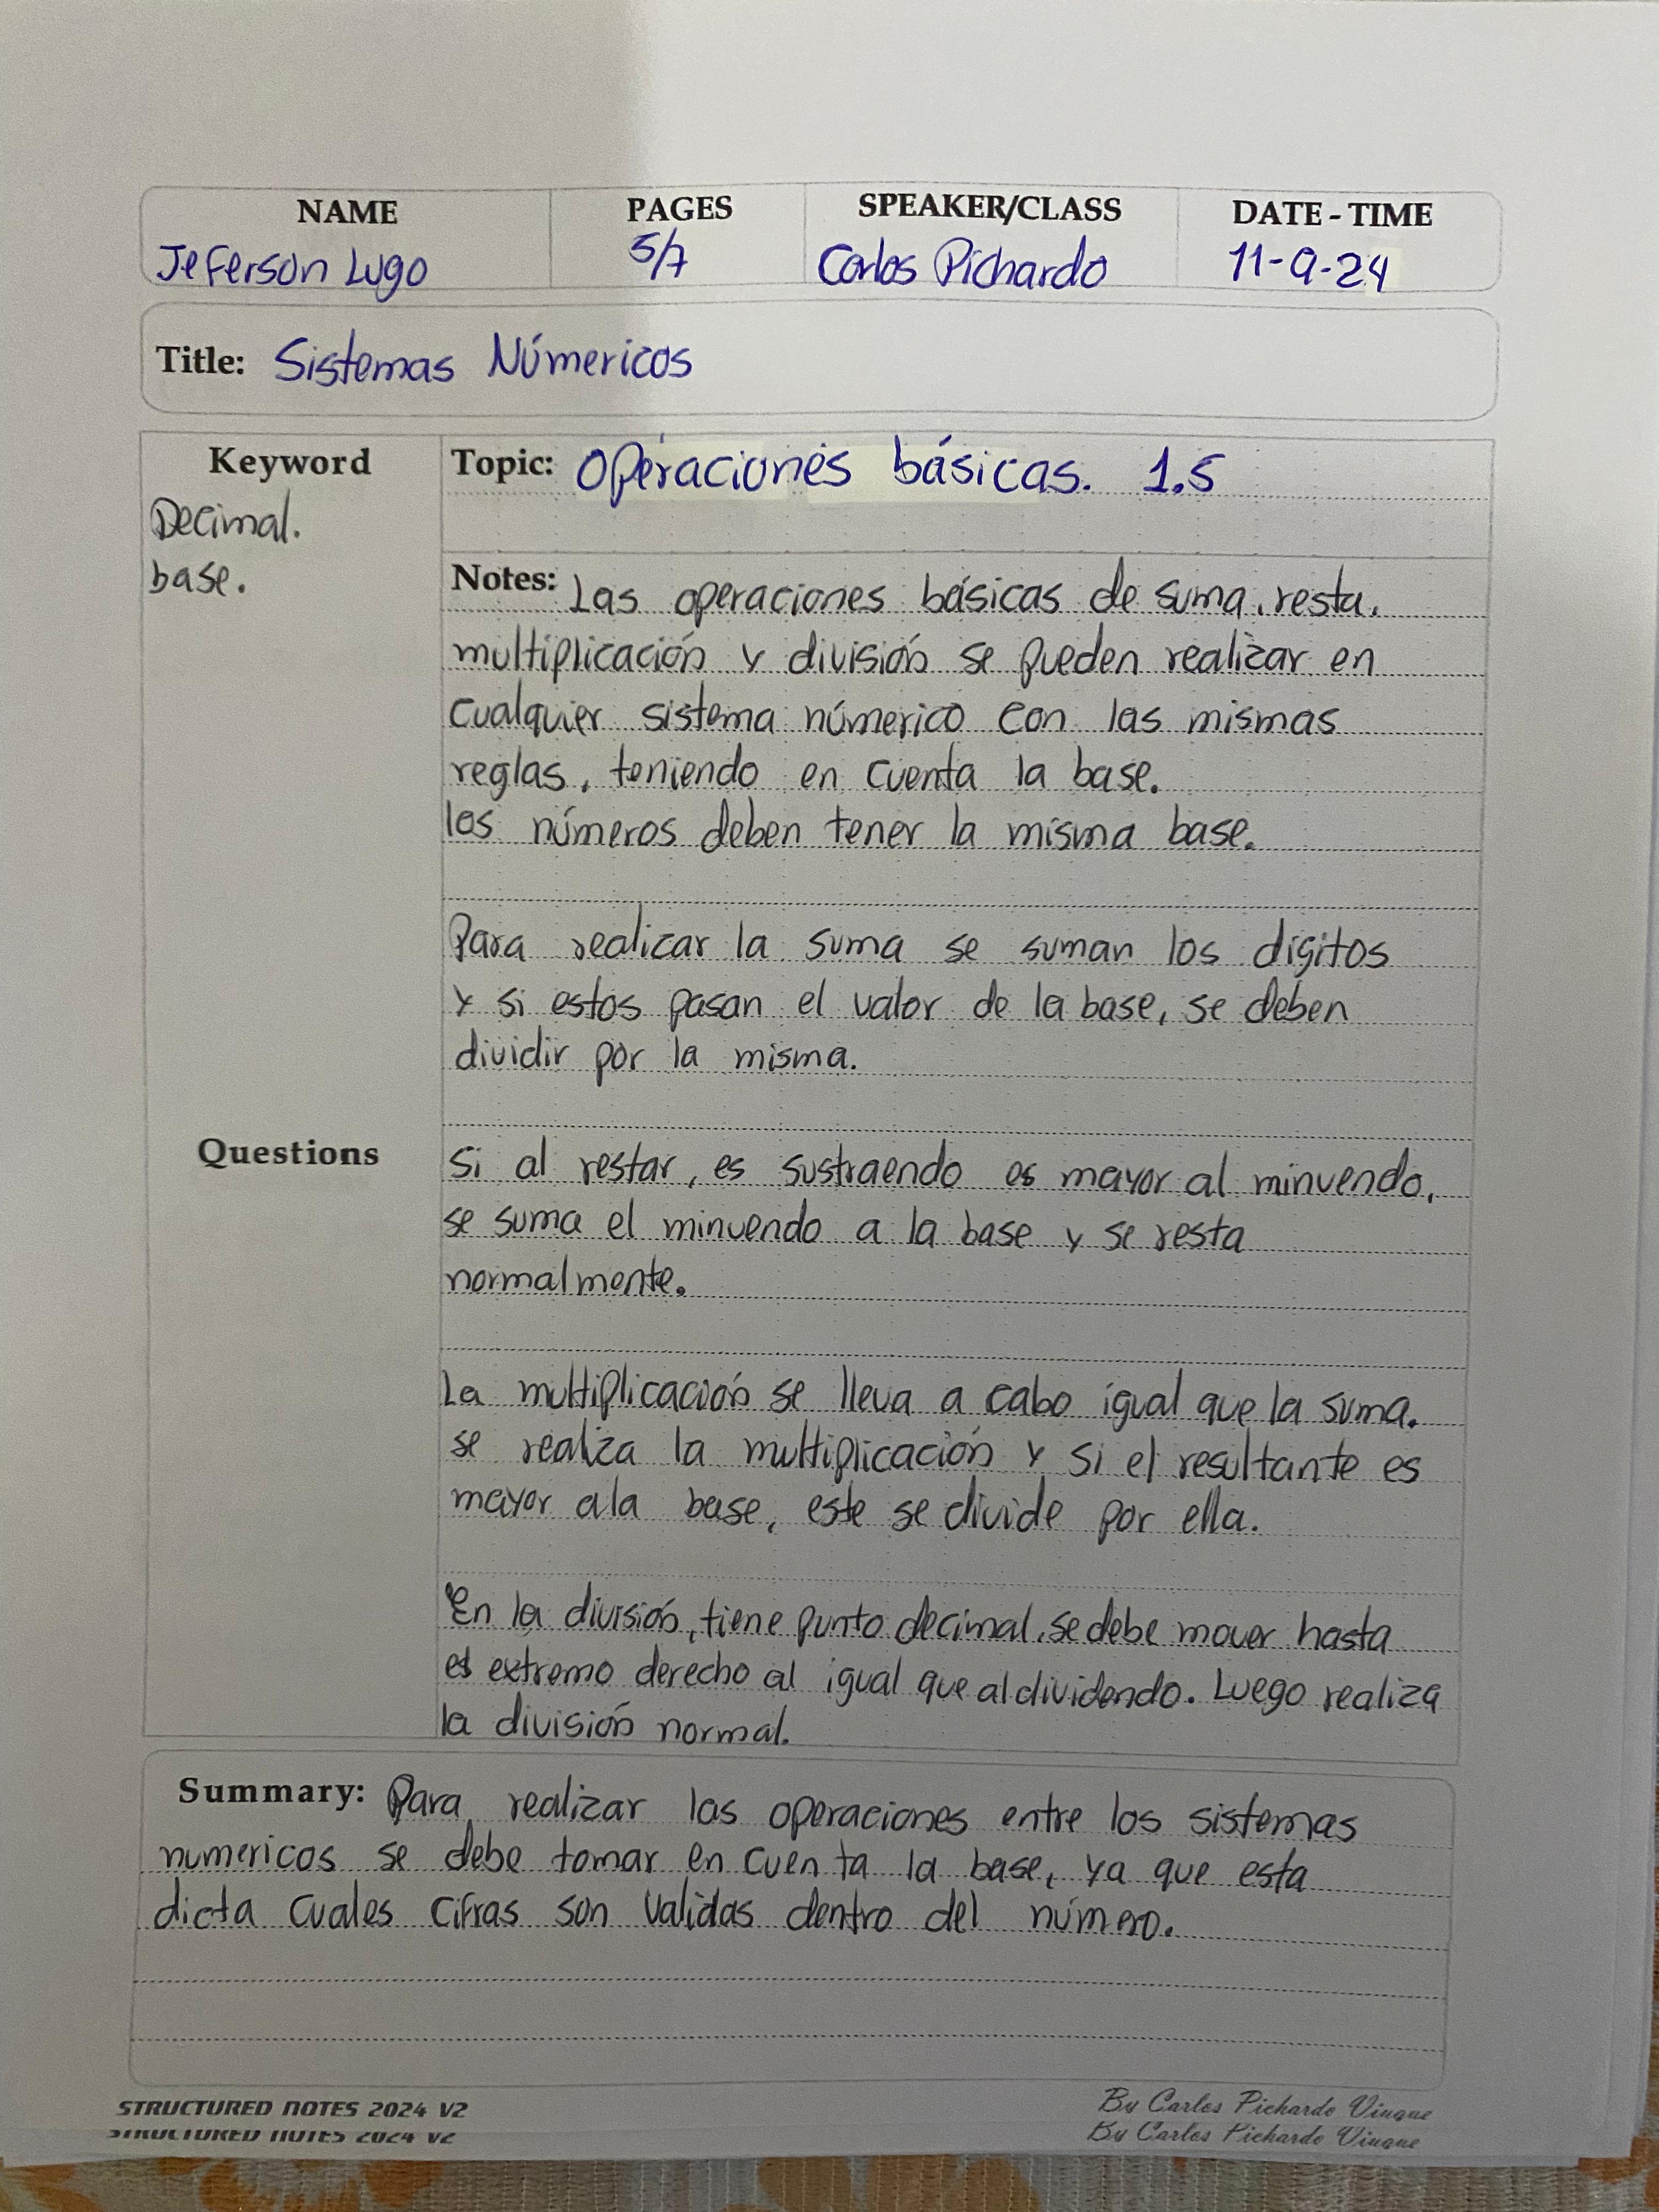 NAME PAGES SPEAKER/CLASS DATE - TIME
Jeferson Lugo 5/7 Carlos Pichardo 11-9-24
Title: Sistemas Númericos
Keyword
Decimal.
base.
Topic: Operaciones básicas. 1.5
Notes: Las operaciones básicas de suma, resta,
multiplicación y división se pueden realizar en
cualquier sistema númerico con las mismas
reglas, teniendo en cuenta la base.
los números deben tener la misma base.
Para realizar la suma se suman los digitos
y si estos pasan el valor de la base, se deben
dividir por la misma.
Questions
Si al restar, es sustraendo es mayor al minuendo,
se suma el minuendo a la base y se resta
normalmente.
La multiplicación se lleva a cabo igual que la suma.
se realiza la multiplicación y si el resultante es
mayor a la base, este se divide por ella.
En la división, tiene punto decimal, se debe mover hasta
el extremo derecho al igual que al dividendo. Luego realiza
la división normal.
Summary: Para realizar las operaciones entre los sistemas
numericos se debe tomar en cuenta la base, ya que esta
dicta cuales cifras son validas dentro del número.
STRUCTURED NOTES 2024 V2 By Carlos Pichardo Viuque
STRUCTURED NOTES 2024 V2 By Carlos Pichardo Viuque